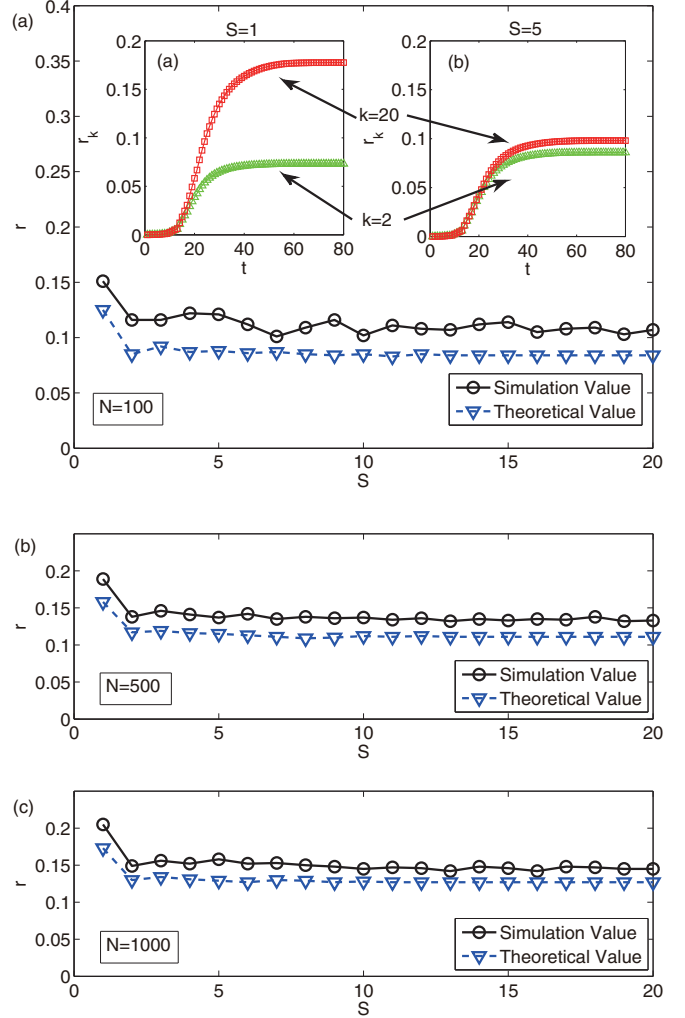 (a)
0.4
0.35
0.3
0.25
0.2
0.15
0.1
0.05
0
r
S=1
(a)
0.2
0.15
0.1
0.05
0
r_k
0 20 40 60 80
t
k=20
k=2
S=5
(b)
0.2
0.15
0.1
0.05
0
r_k
0 20 40 60 80
t
N=100
Simulation Value
Theoretical Value
0 5 10 15 20
S
(b)
0.2
0.15
0.1
0.05
0
r
N=500
Simulation Value
Theoretical Value
0 5 10 15 20
S
(c)
0.2
0.15
0.1
0.05
0
r
N=1000
Simulation Value
Theoretical Value
0 5 10 15 20
S